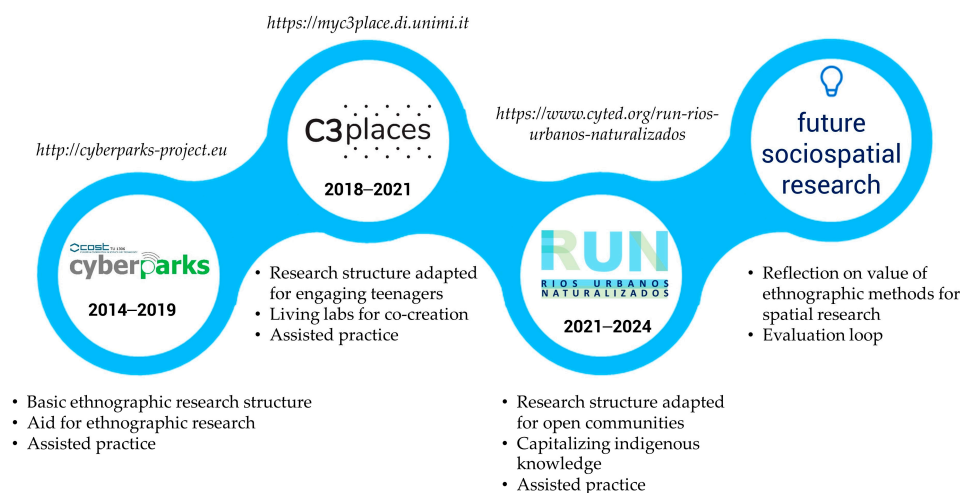 http://cyberparks-project.eu
cost TU 1306
cyberparks
2014–2019
• Basic ethnographic research structure
• Aid for ethnographic research
• Assisted practice
https://myc3place.di.unimi.it
C3places
2018–2021
• Research structure adapted
for engaging teenagers
• Living labs for co-creation
• Assisted practice
https://www.cyted.org/run-rios-
urbanos-naturalizados
RUN
RIOS URBANOS
NATURALIZADOS
2021–2024
• Research structure adapted
for open communities
• Capitalizing indigenous
knowledge
• Assisted practice
future
sociospatial
research
• Reflection on value of
ethnographic methods for
spatial research
• Evaluation loop